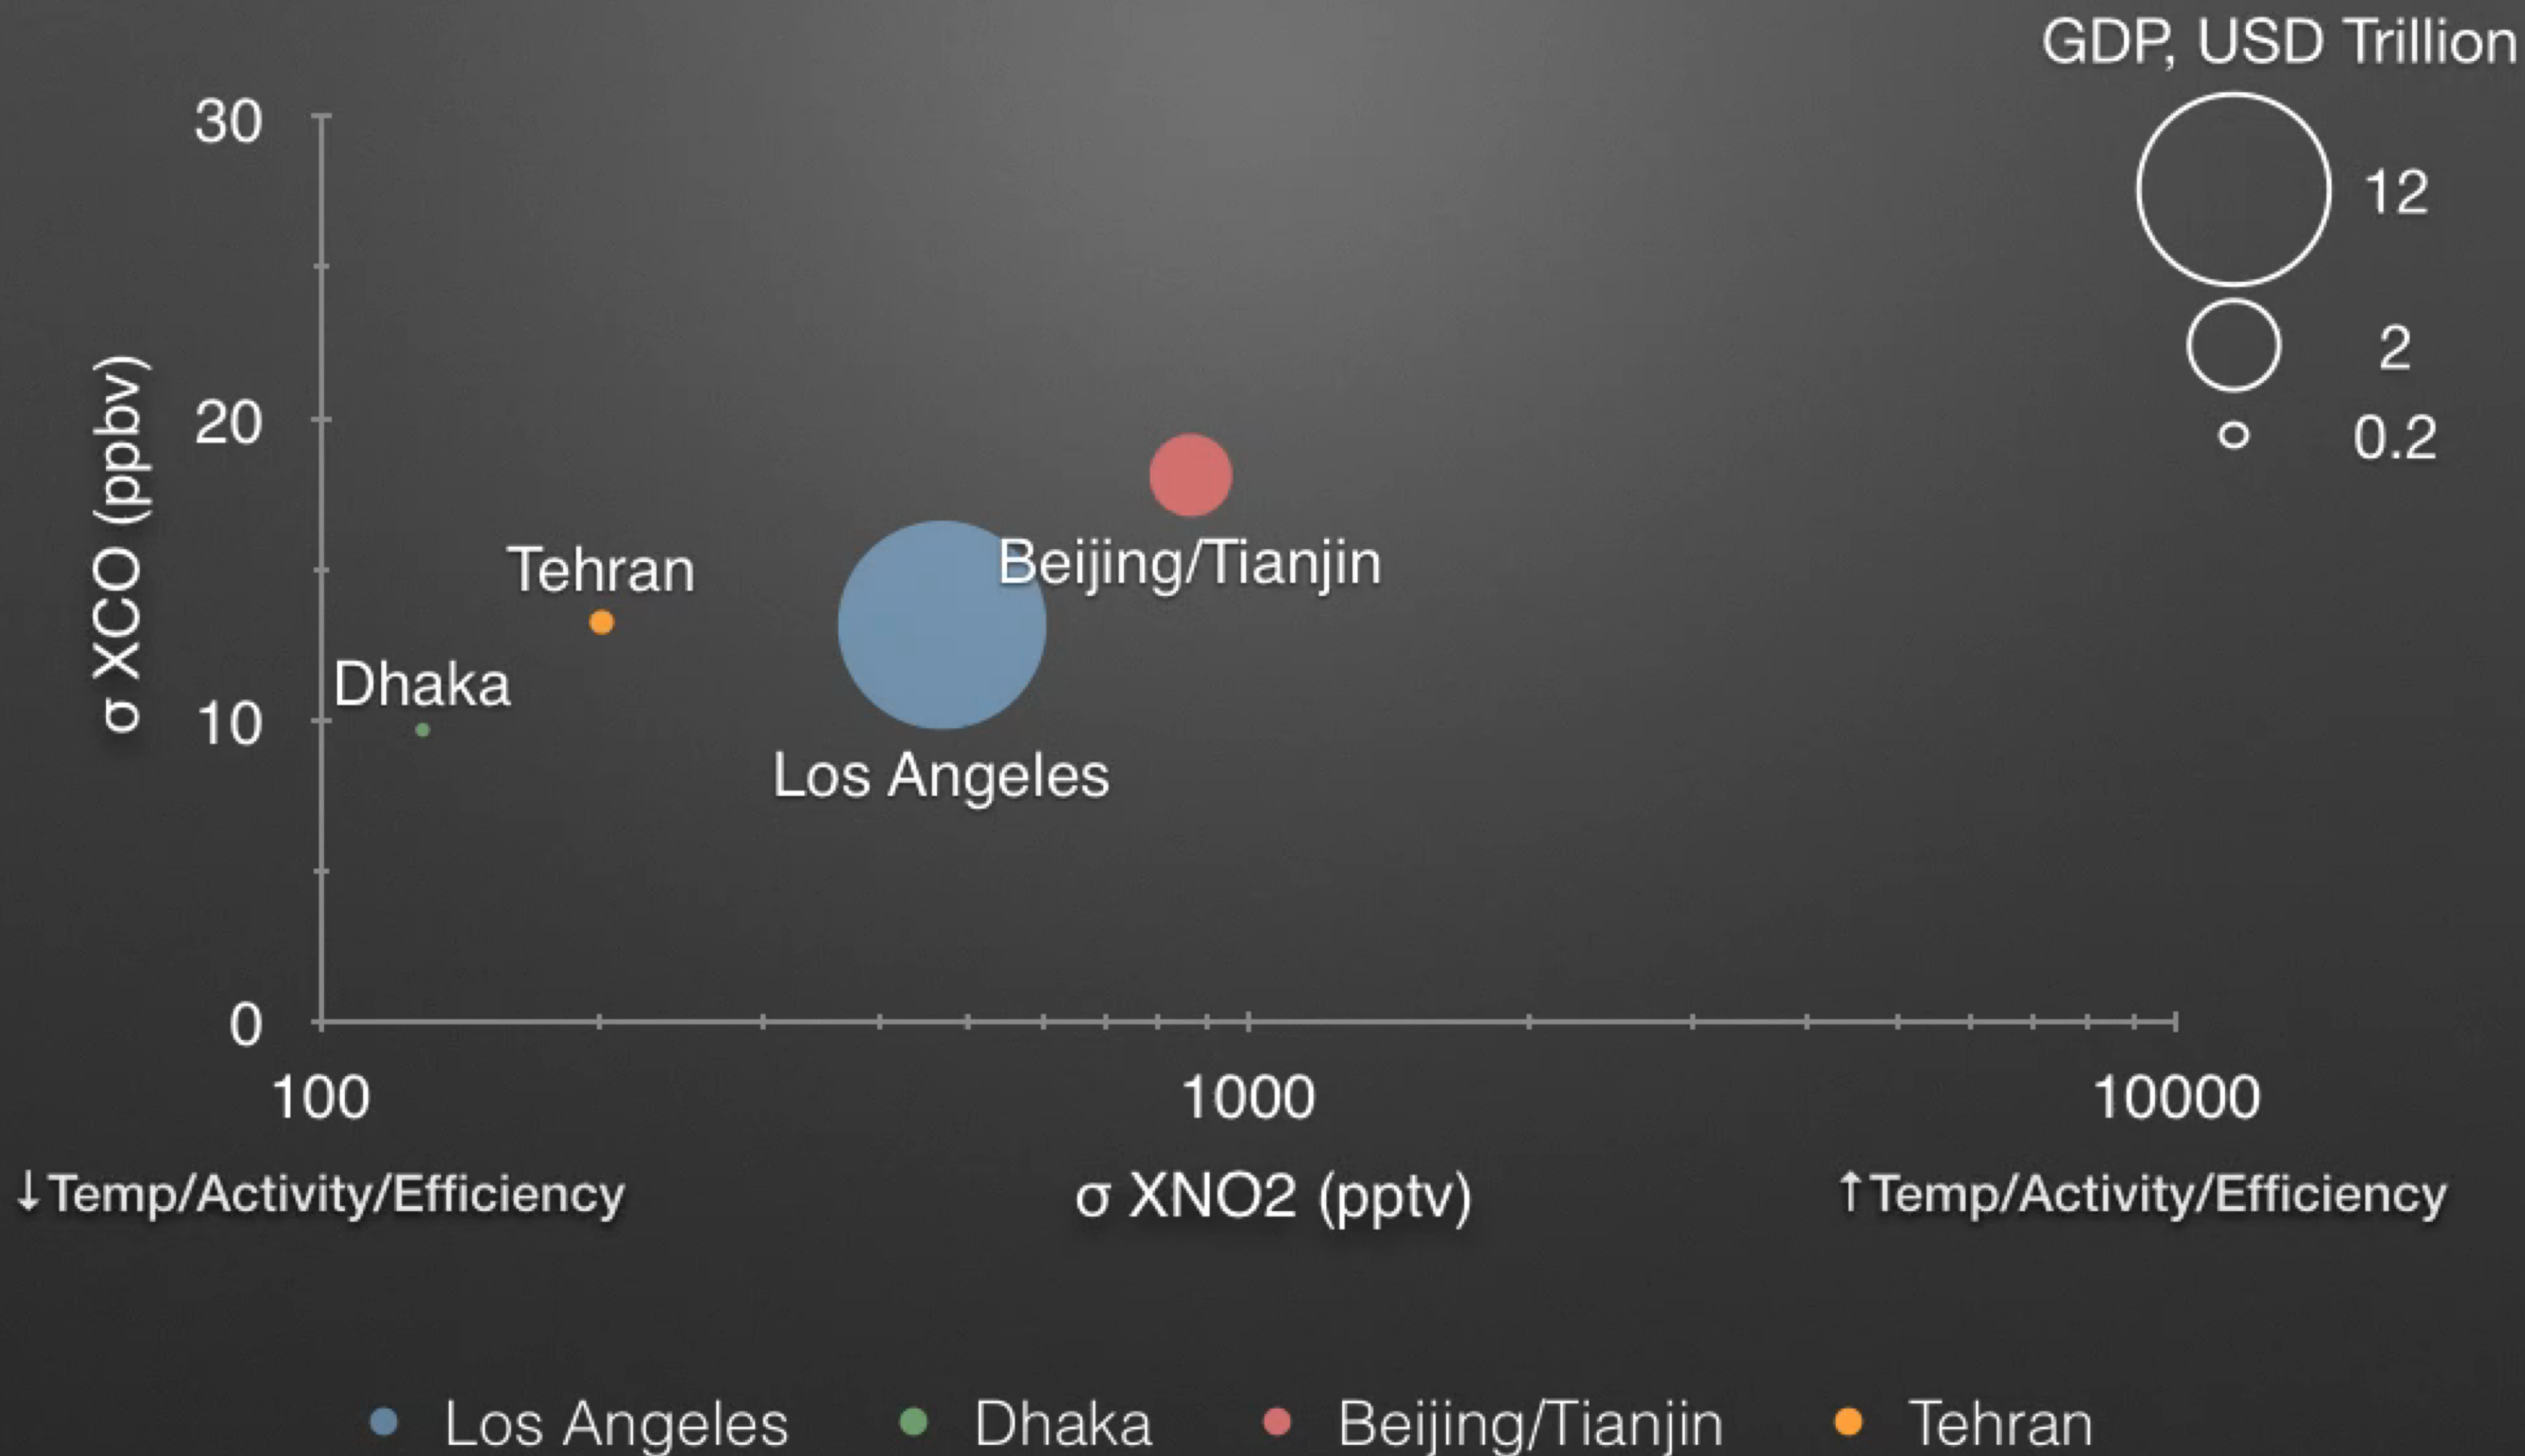 GDP, USD Trillion
12
2
0.2
30
20
10
0
σ XCO (ppbv)
Tehran
Dhaka
Beijing/Tianjin
Los Angeles
100
1000
10000
↓Temp/Activity/Efficiency
σ XNO2 (pptv)
↑Temp/Activity/Efficiency
Los Angeles
Dhaka
Beijing/Tianjin
Tehran